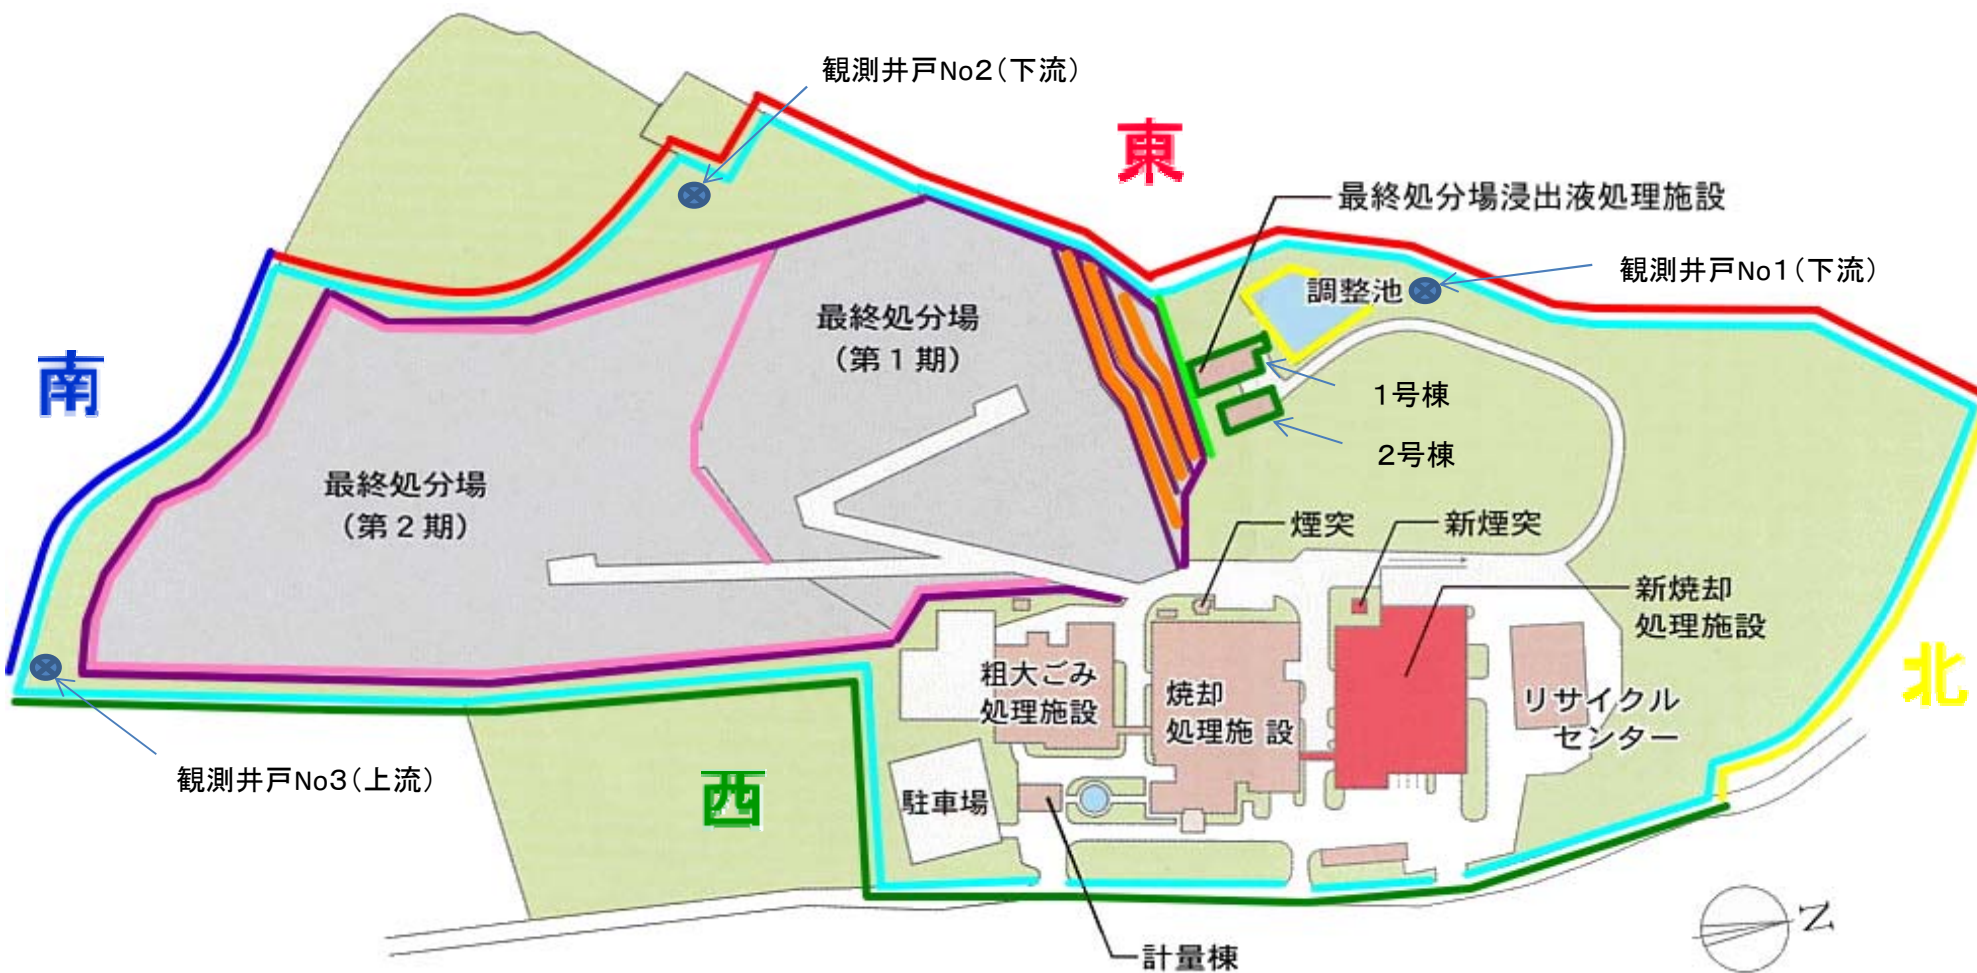 観測井戸No2(下流)
東
最終処分場浸出液処理施設
観測井戸No1(下流)
調整池
最終処分場
(第1期)
南
1号棟
2号棟
最終処分場
(第2期)
煙突
新煙突
新焼却
処理施設
北
粗大ごみ
処理施設
焼却
処理施 設
リサイクル
センター
観測井戸No3(上流)
西
駐車場
計量棟
N